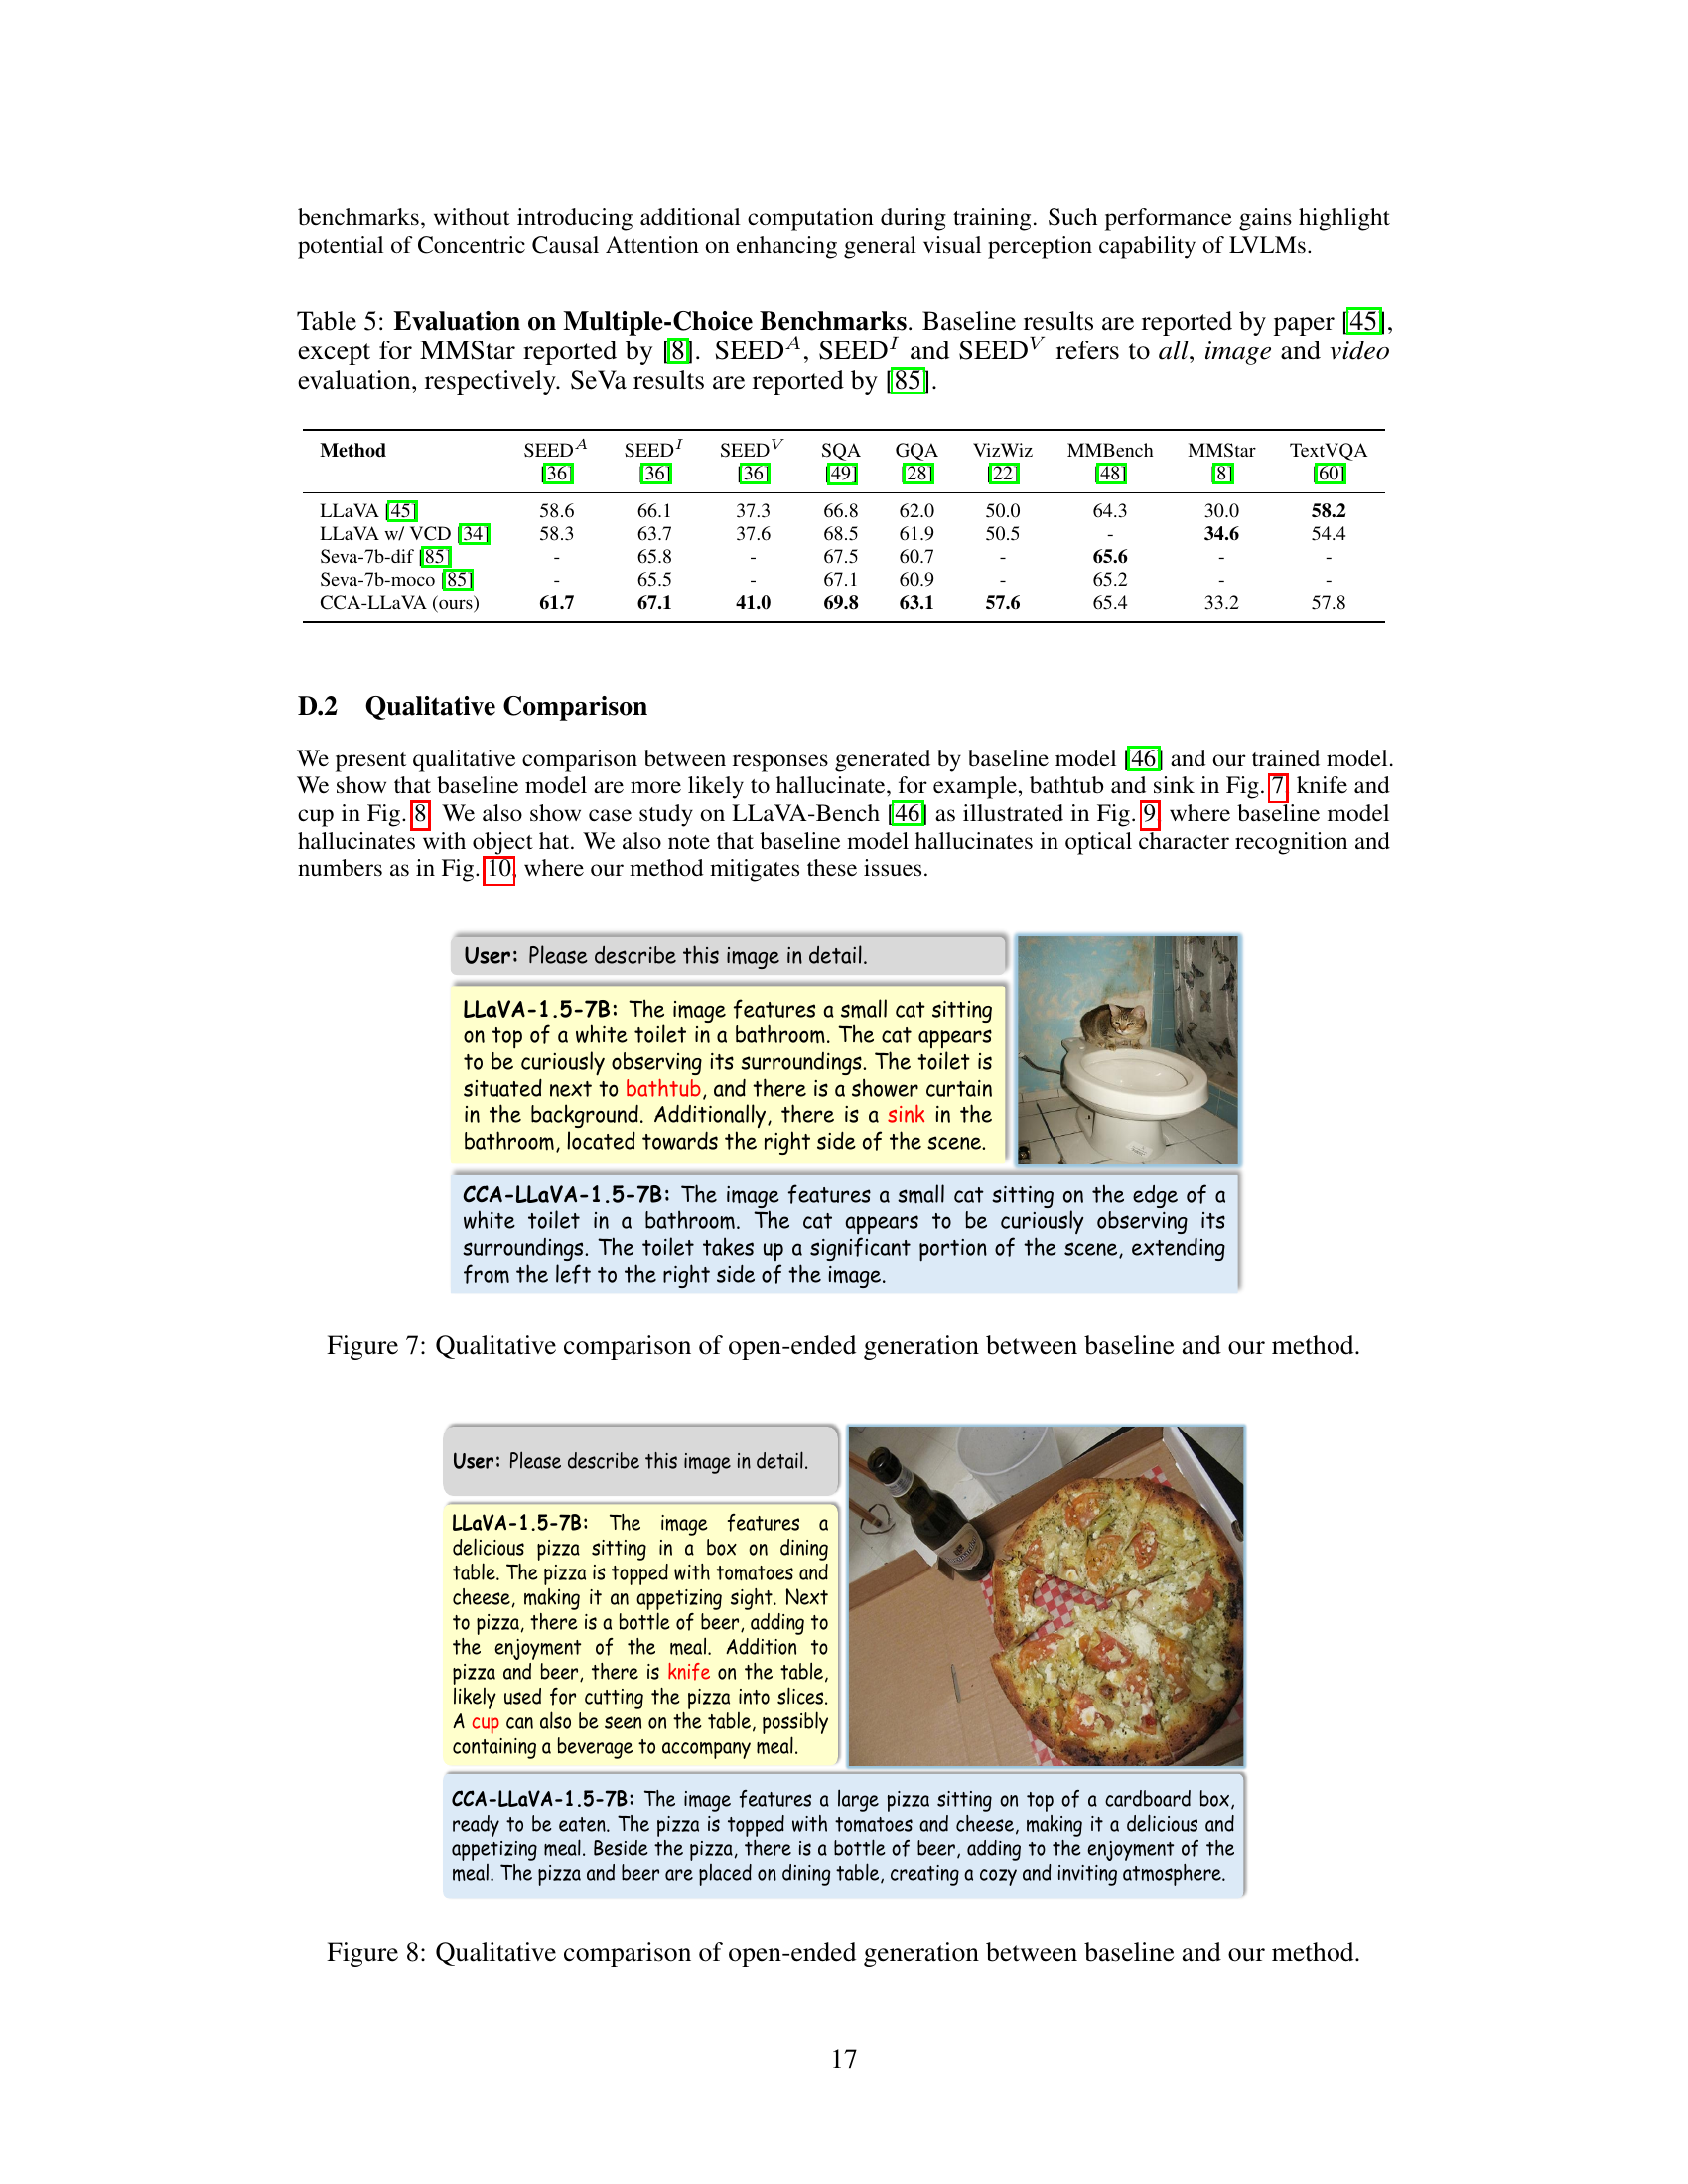 benchmarks, without introducing additional computation during training. Such performance gains highlight
potential of Concentric Causal Attention on enhancing general visual perception capability of LVLMs.
Table 5: Evaluation on Multiple-Choice Benchmarks. Baseline results are reported by paper [45],
except for MMStar reported by [8]. SEED^A, SEED^I and SEED^V refers to all, image and video
evaluation, respectively. SeVa results are reported by [85].
Method SEED^A SEED^I SEED^V SQA GQA VizWiz MMBench MMStar TextVQA
[36] [36] [36] [49] [28] [22] [48] [8] [60]
LLaVA [45] 58.6 66.1 37.3 66.8 62.0 50.0 64.3 30.0 58.2
LLaVA w/ VCD [34] 58.3 63.7 37.6 68.5 61.9 50.5 - 34.6 54.4
Seva-7b-dif [85] - 65.8 - 67.5 60.7 - 65.6 - -
Seva-7b-moco [85] - 65.5 - 67.1 60.9 - 65.2 - -
CCA-LLaVA (ours) 61.7 67.1 41.0 69.8 63.1 57.6 65.4 33.2 57.8
D.2 Qualitative Comparison
We present qualitative comparison between responses generated by baseline model [46] and our trained model.
We show that baseline model are more likely to hallucinate, for example, bathtub and sink in Fig. 7, knife and
cup in Fig. 8. We also show case study on LLaVA-Bench [46] as illustrated in Fig. 9, where baseline model
hallucinates with object hat. We also note that baseline model hallucinates in optical character recognition and
numbers as in Fig. 10, where our method mitigates these issues.
User: Please describe this image in detail.
LLaVA-1.5-7B: The image features a small cat sitting
on top of a white toilet in a bathroom. The cat appears
to be curiously observing its surroundings. The toilet is
situated next to bathtub, and there is a shower curtain
in the background. Additionally, there is a sink in the
bathroom, located towards the right side of the scene.
CCA-LLaVA-1.5-7B: The image features a small cat sitting on the edge of a
white toilet in a bathroom. The cat appears to be curiously observing its
surroundings. The toilet takes up a significant portion of the scene, extending
from the left to the right side of the image.
Figure 7: Qualitative comparison of open-ended generation between baseline and our method.
User: Please describe this image in detail.
LLaVA-1.5-7B: The image features a
delicious pizza sitting in a box on dining
table. The pizza is topped with tomatoes and
cheese, making it an appetizing sight. Next
to pizza, there is a bottle of beer, adding to
the enjoyment of the meal. Addition to
pizza and beer, there is knife on the table,
likely used for cutting the pizza into slices.
A cup can also be seen on the table, possibly
containing a beverage to accompany meal.
CCA-LLaVA-1.5-7B: The image features a large pizza sitting on top of a cardboard box,
ready to be eaten. The pizza is topped with tomatoes and cheese, making it a delicious and
appetizing meal. Beside the pizza, there is a bottle of beer, adding to the enjoyment of the
meal. The pizza and beer are placed on dining table, creating a cozy and inviting atmosphere.
Figure 8: Qualitative comparison of open-ended generation between baseline and our method.
17